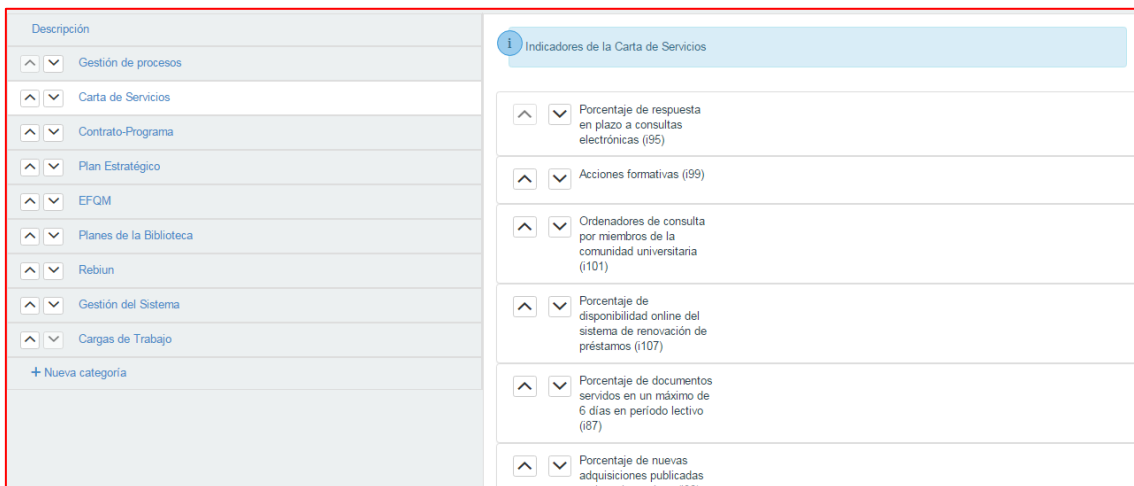 Descripción
Gestión de procesos
Carta de Servicios
Contrato-Programa
Plan Estratégico
EFQM
Planes de la Biblioteca
Rebiun
Gestión del Sistema
Cargas de Trabajo
+ Nueva categoría
i Indicadores de la Carta de Servicios
Porcentaje de respuesta
en plazo a consultas
electrónicas (i95)
Acciones formativas (i99)
Ordenadores de consulta
por miembros de la
comunidad universitaria
(i101)
Porcentaje de
disponibilidad online del
sistema de renovación de
préstamos (i107)
Porcentaje de documentos
servidos en un máximo de
6 días en período lectivo
(i87)
Porcentaje de nuevas
adquisiciones publicadas